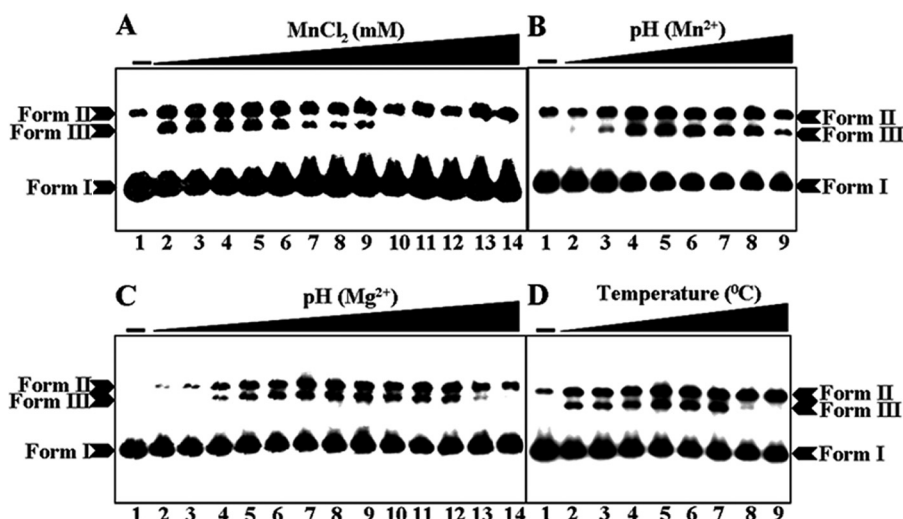 A MnCl2 (mM) B pH (Mn2+)
Form II Form II
Form III Form III
Form I Form I
1 2 3 4 5 6 7 8 9 10 11 12 13 14 1 2 3 4 5 6 7 8 9
C pH (Mg2+) D Temperature (⁰C)
Form II Form II
Form III Form III
Form I Form I
1 2 3 4 5 6 7 8 9 10 11 12 13 14 1 2 3 4 5 6 7 8 9